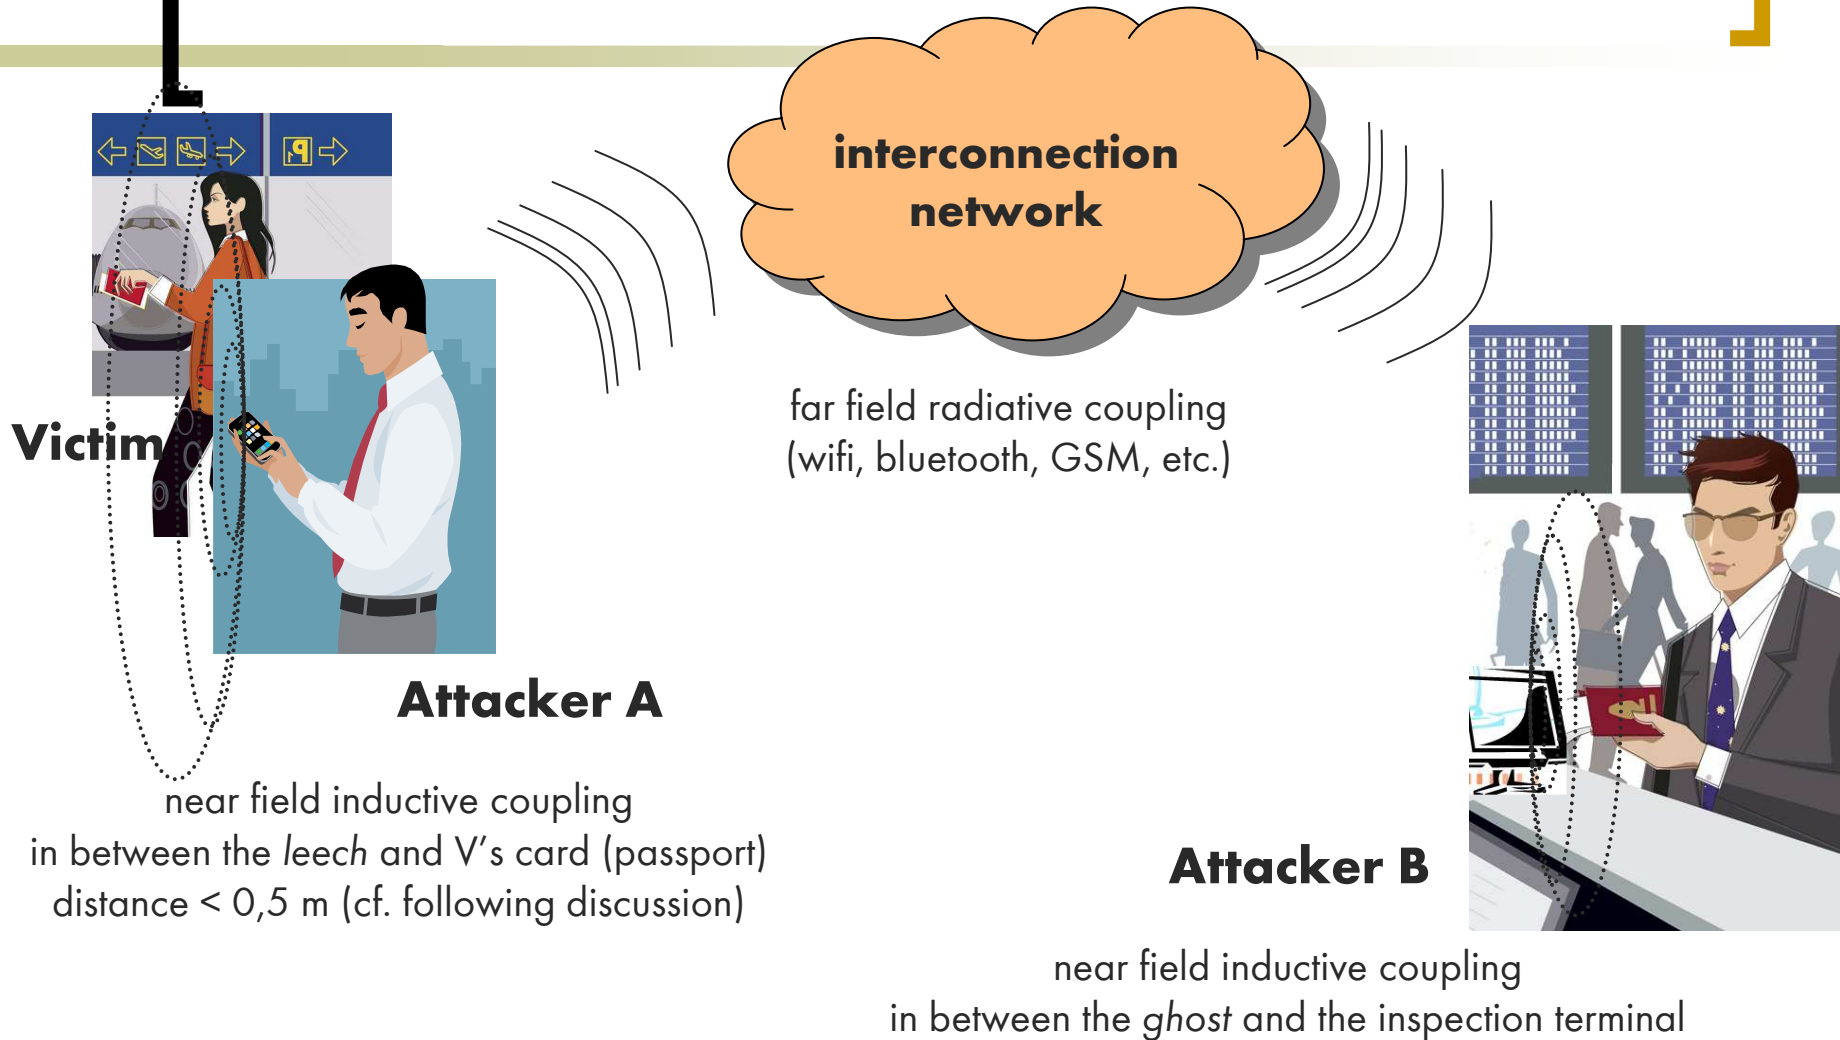 interconnection
network
far field radiative coupling
(wifi, bluetooth, GSM, etc.)
Victim
Attacker A
near field inductive coupling
in between the leech and V's card (passport)
distance < 0,5 m (cf. following discussion)
Attacker B
near field inductive coupling
in between the ghost and the inspection terminal